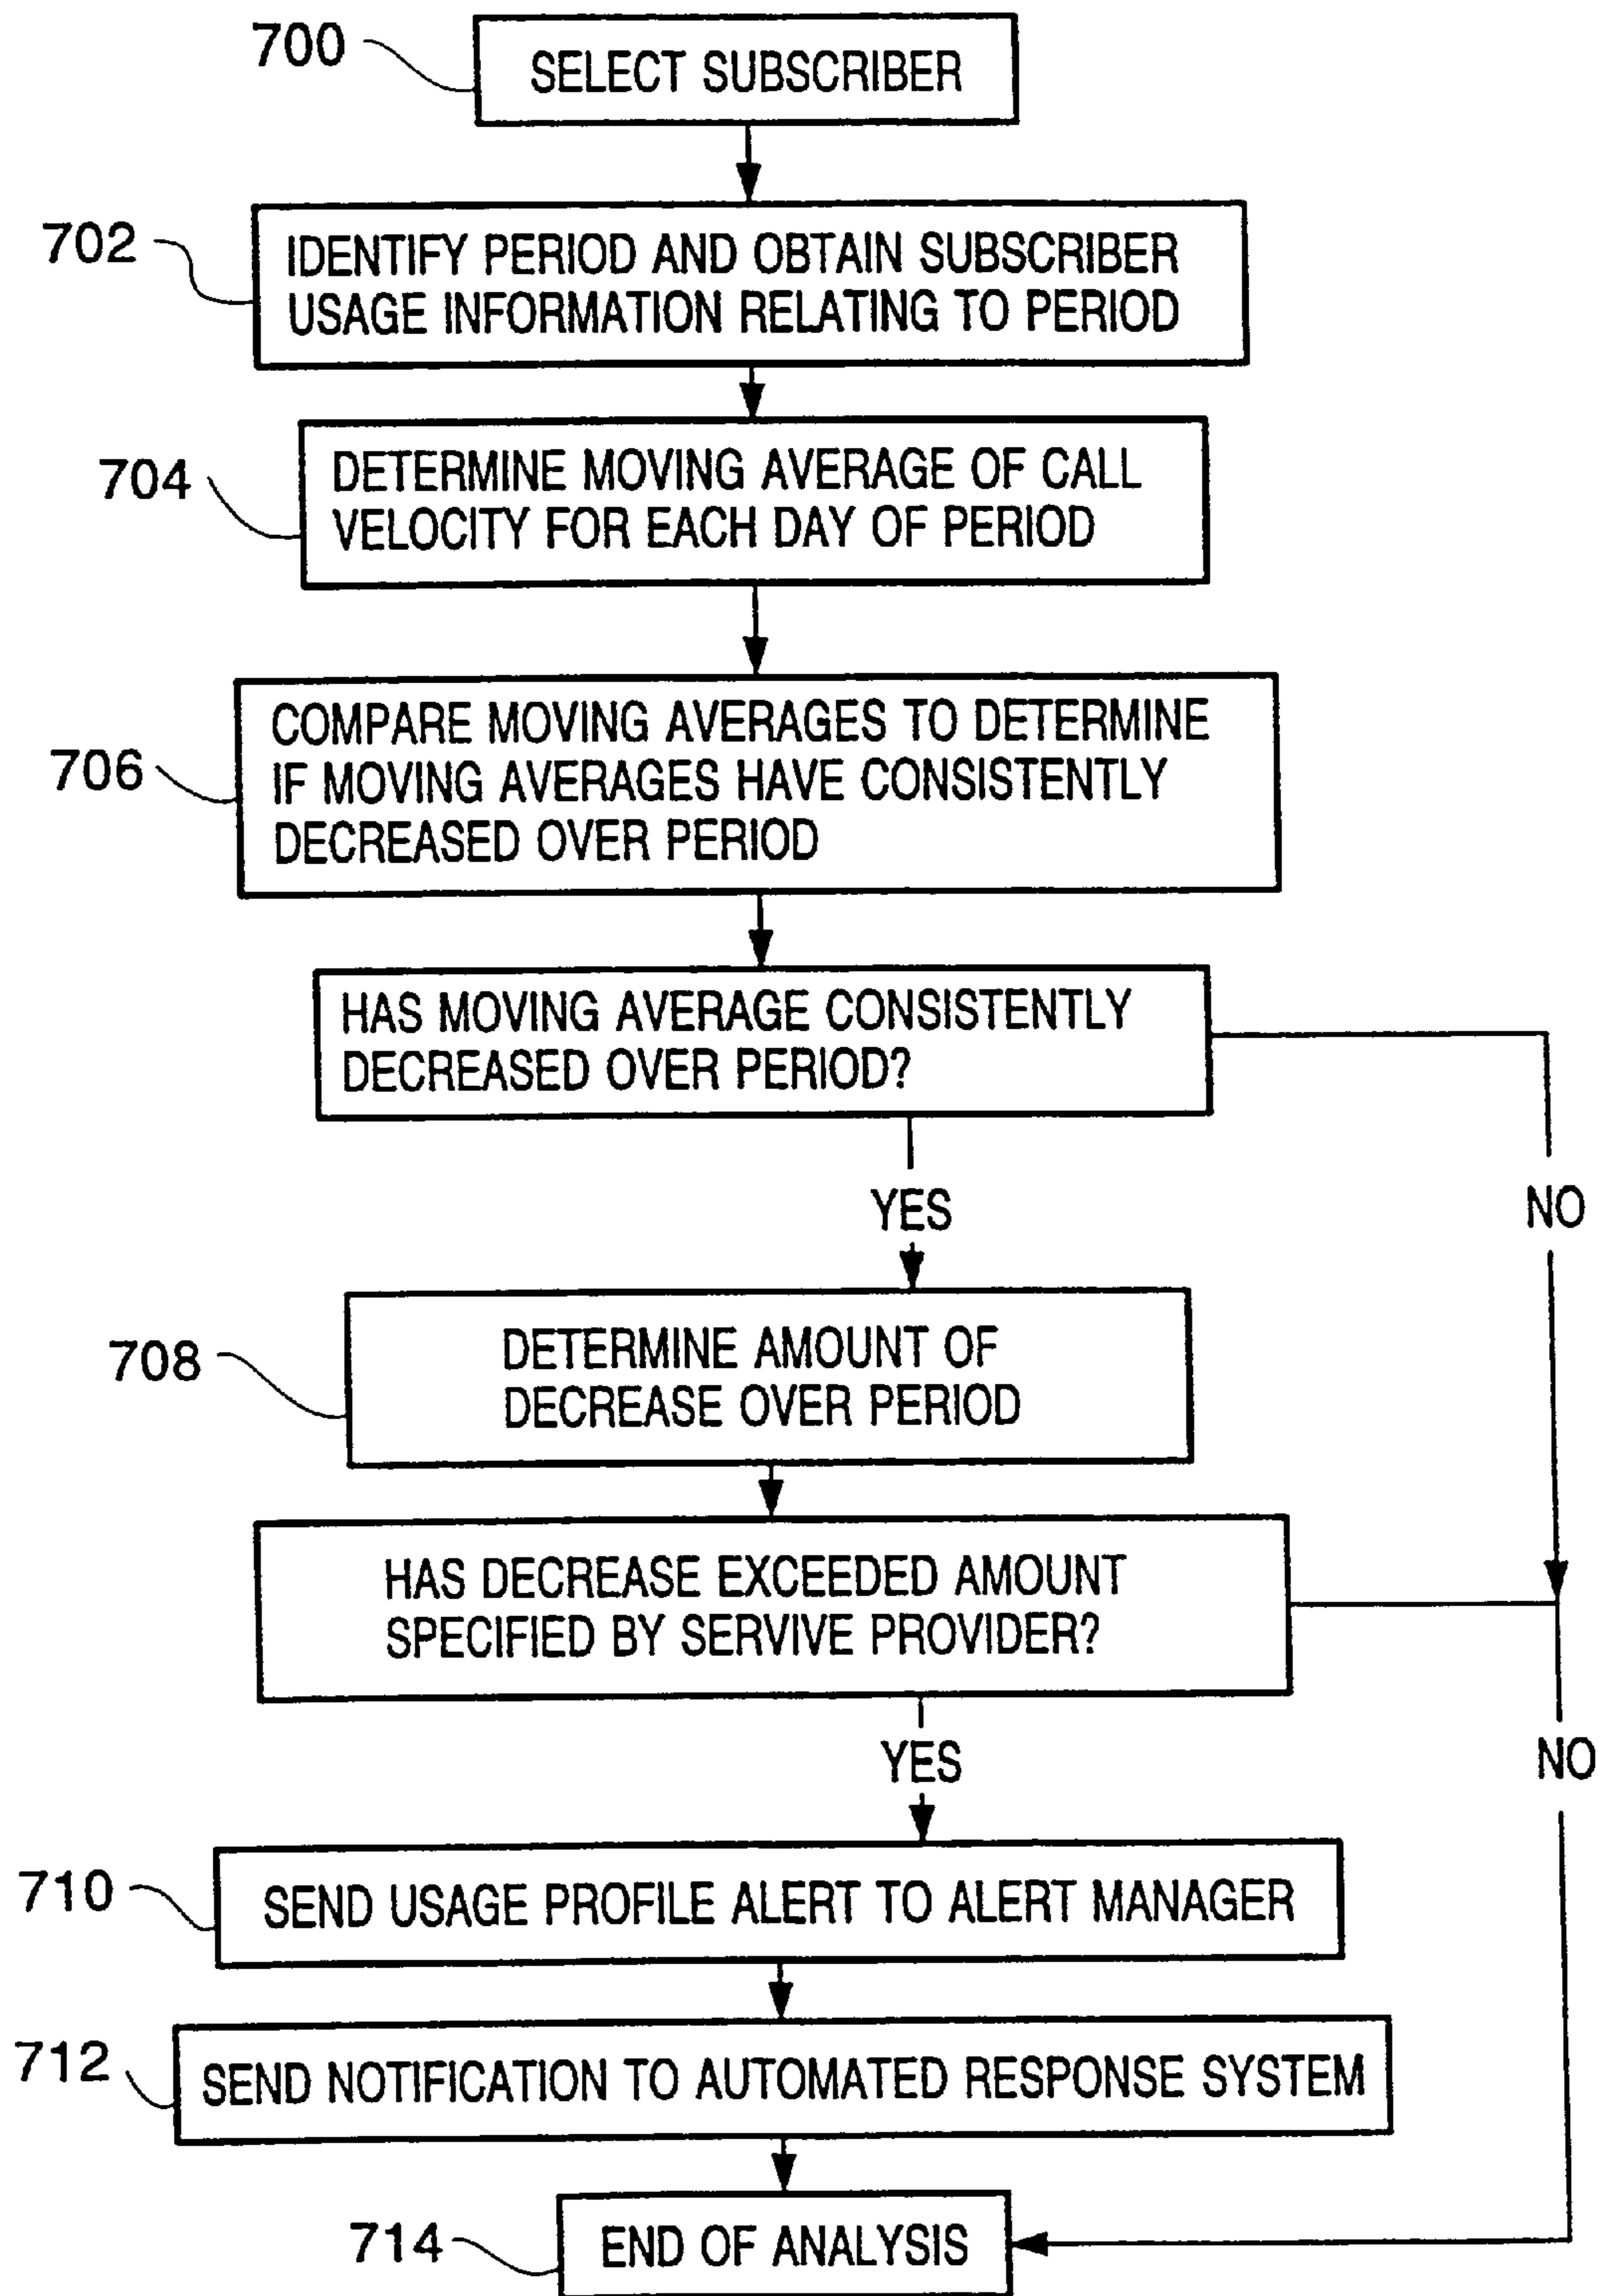 700
SELECT SUBSCRIBER
702
IDENTIFY PERIOD AND OBTAIN SUBSCRIBER
USAGE INFORMATION RELATING TO PERIOD
704
DETERMINE MOVING AVERAGE OF CALL
VELOCITY FOR EACH DAY OF PERIOD
706
COMPARE MOVING AVERAGES TO DETERMINE
IF MOVING AVERAGES HAVE CONSISTENTLY
DECREASED OVER PERIOD
HAS MOVING AVERAGE CONSISTENTLY
DECREASED OVER PERIOD?
YES
NO
708
DETERMINE AMOUNT OF
DECREASE OVER PERIOD
HAS DECREASE EXCEEDED AMOUNT
SPECIFIED BY SERVIVE PROVIDER?
YES
NO
710
SEND USAGE PROFILE ALERT TO ALERT MANAGER
712
SEND NOTIFICATION TO AUTOMATED RESPONSE SYSTEM
714
END OF ANALYSIS